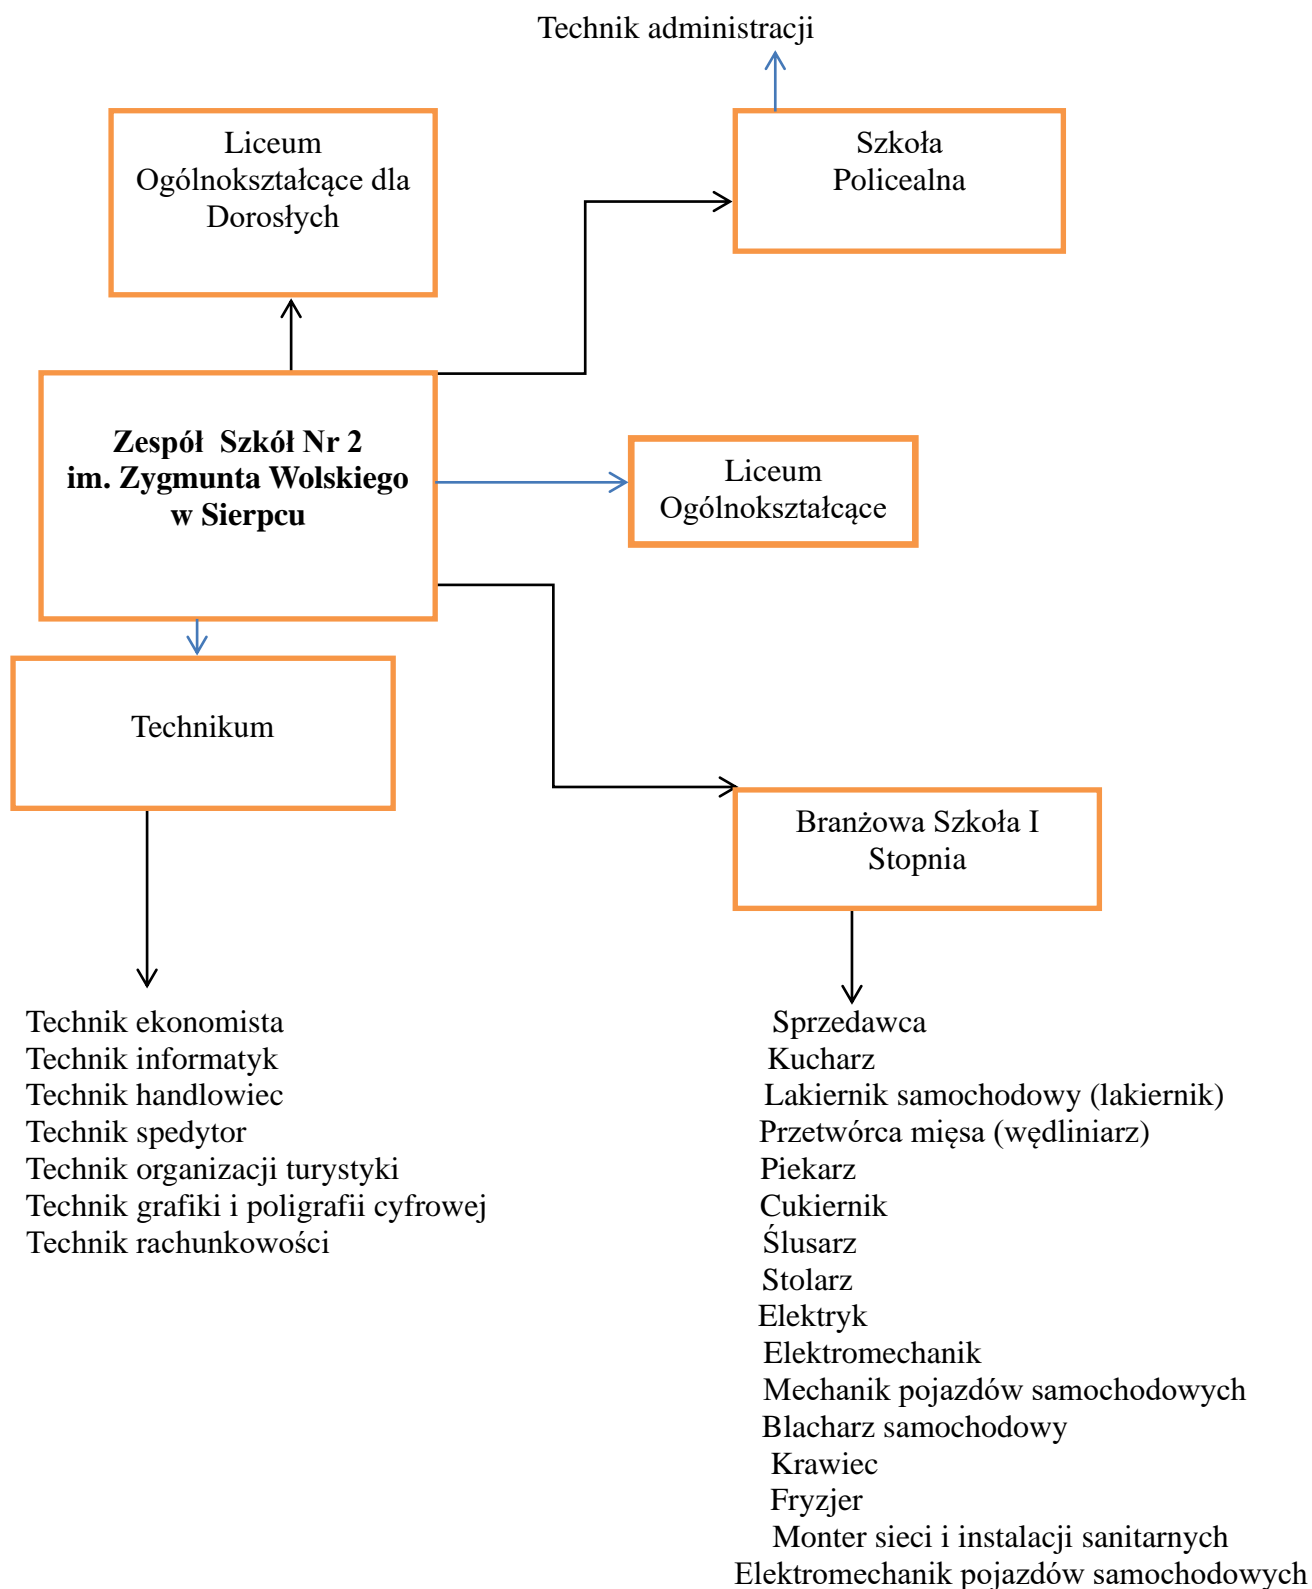 Technik administracji
Liceum
Ogólnokształcące dla
Dorosłych
Szkoła
Policealna
Zespół  Szkół Nr 2
im. Zygmunta Wolskiego
w Sierpcu
Liceum
Ogólnokształcące
Technikum
Branżowa Szkoła I
Stopnia
Technik ekonomista
Technik informatyk
Technik handlowiec
Technik spedytor
Technik organizacji turystyki
Technik grafiki i poligrafii cyfrowej
Technik rachunkowości
Sprzedawca
Kucharz
Lakiernik samochodowy (lakiernik)
Przetwórca mięsa (wędliniarz)
Piekarz
Cukiernik
Ślusarz
Stolarz
Elektryk
Elektromechanik
Mechanik pojazdów samochodowych
Blacharz samochodowy
Krawiec
Fryzjer
Monter sieci i instalacji sanitarnych
Elektromechanik pojazdów samochodowych